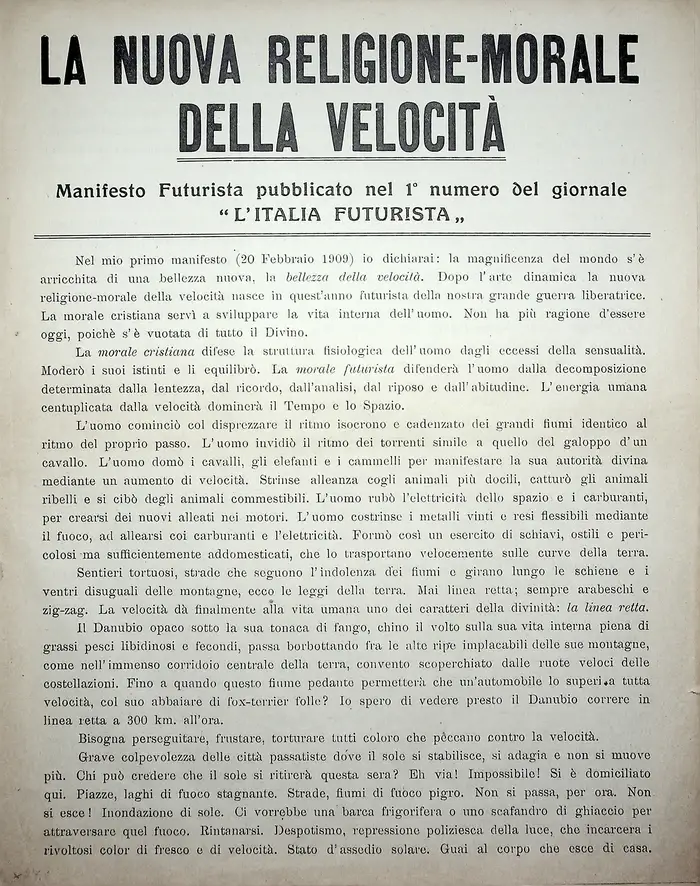 LA NUOVA RELIGIONE-MORALE
DELLA VELOCITÀ
Manifesto Futurista pubblicato nel 1° numero del giornale
“ L'ITALIA FUTURISTA „
Nel mio primo manifesto (20 Febbraio 1909) io dichiarai: la magnificenza del mondo s'è
arricchita di una bellezza nuova, la bellezza della velocità. Dopo l'arte dinamica la nuova
religione-morale della velocità nasce in quest'anno futurista della nostra grande guerra liberatrice.
La morale cristiana servì a sviluppare la vita interna dell'uomo. Non ha più ragione d'essere
oggi, poichè s'è vuotata di tutto il Divino.
La morale cristiana difese la struttura fisiologica dell'uomo dagli eccessi della sensualità.
Moderò i suoi istinti e li equilibrò. La morale futurista difenderà l'uomo dalla decomposizione
determinata dalla lentezza, dal ricordo, dall'analisi, dal riposo e dall'abitudine. L'energia umana
centuplicata dalla velocità dominerà il Tempo e lo Spazio.
L'uomo cominciò col disprezzare il ritmo isocrono e cadenzato dei grandi fiumi identico al
ritmo del proprio passo. L'uomo invidiò il ritmo dei torrenti simile a quello del galoppo d'un
cavallo. L'uomo domò i cavalli, gli elefanti e i cammelli per manifestare la sua autorità divina
mediante un aumento di velocità. Strinse alleanza cogli animali più docili, catturò gli animali
ribelli e si cibò degli animali commestibili. L'uomo rubò l'elettricità dello spazio e i carburanti,
per crearsi dei nuovi alleati nei motori. L'uomo costrinse i metalli vinti e resi flessibili mediante
il fuoco, ad allearsi coi carburanti e l'elettricità. Formò così un esercito di schiavi, ostili e peri-
colosi ma sufficientemente addomesticati, che lo trasportano velocemente sulle curve della terra.
Sentieri tortuosi, strade che seguono l'indolenza dei fiumi e girano lungo le schiene e i
ventri disuguali delle montagne, ecco le leggi della terra. Mai linea retta; sempre arabeschi e
zig-zag. La velocità dà finalmente alla vita umana uno dei caratteri della divinità: la linea retta.
Il Danubio opaco sotto la sua tonaca di fango, chino il volto sulla sua vita interna piena di
grassi pesci libidinosi e fecondi, passa borbottando fra le alte ripe implacabili delle sue montagne,
come nell'immenso corridoio centrale della terra, convento scoperchiato dalle ruote veloci delle
costellazioni. Fino a quando questo fiume pedante permetterà che un'automobile lo superi a tutta
velocità, col suo abbaiare di fox-terrier folle? Io spero di vedere presto il Danubio correre in
linea retta a 300 km. all'ora.
Bisogna perseguitare, frustare, torturare tutti coloro che pèccano contro la velocità.
Grave colpevolezza delle città passatiste dove il sole si stabilisce, si adagia e non si muove
più. Chi può credere che il sole si ritirerà questa sera? Eh via! Impossibile! Si è domiciliato
qui. Piazze, laghi di fuoco stagnante. Strade, fiumi di fuoco pigro. Non si passa, per ora. Non
si esce! Inondazione di sole. Ci vorrebbe una barca frigorifera o uno scafandro di ghiaccio per
attraversare quel fuoco. Rintanarsi. Despotismo, repressione poliziesca della luce, che incarcera i
rivoltosi color di fresco e di velocità. Stato d'assedio solare. Guai al corpo che esce di casa.